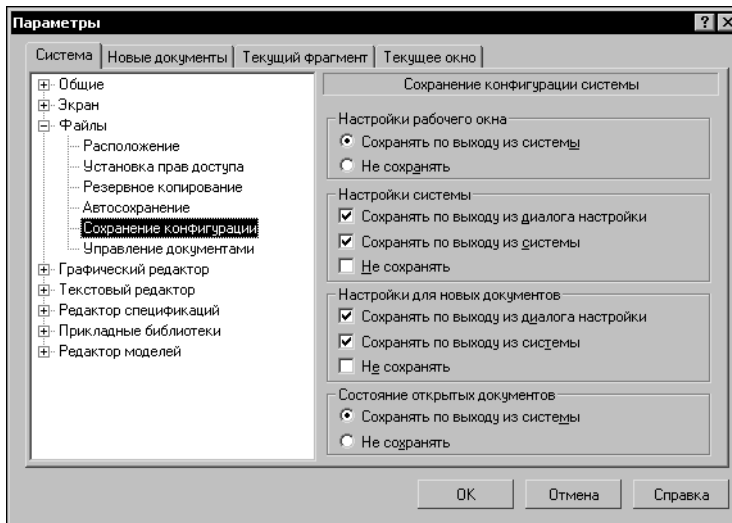 Параметры
Система
Новые документы
Текущий фрагмент
Текущее окно
Общие
Экран
Файлы
Расположение
Установка прав доступа
Резервное копирование
Автосохранение
Сохранение конфигурации
Управление документами
Графический редактор
Текстовый редактор
Редактор спецификаций
Прикладные библиотеки
Редактор моделей
Сохранение конфигурации системы
Настройки рабочего окна
Сохранять по выходу из системы
Не сохранять
Настройки системы
Сохранять по выходу из диалога настройки
Сохранять по выходу из системы
Не сохранять
Настройки для новых документов
Сохранять по выходу из диалога настройки
Сохранять по выходу из системы
Не сохранять
Состояние открытых документов
Сохранять по выходу из системы
Не сохранять
OK
Отмена
Справка